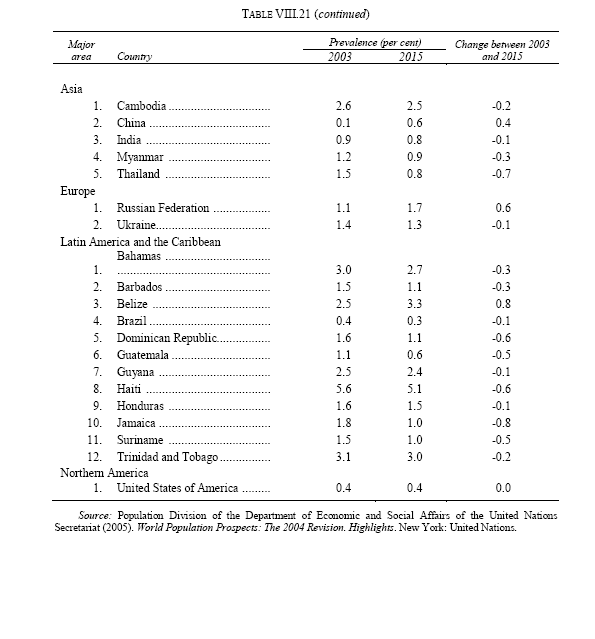 TABLE VIII.21 (continued)
Major area Country Prevalence (per cent) 2003 2015 Change between 2003 and 2015
Asia
1. Cambodia ................................ 2.6 2.5 -0.2
2. China ...................................... 0.1 0.6 0.4
3. India ....................................... 0.9 0.8 -0.1
4. Myanmar ................................ 1.2 0.9 -0.3
5. Thailand ................................. 1.5 0.8 -0.7
Europe
1. Russian Federation .................. 1.1 1.7 0.6
2. Ukraine.................................... 1.4 1.3 -0.1
Latin America and the Caribbean
Bahamas .................................
1. ................................................ 3.0 2.7 -0.3
2. Barbados ................................. 1.5 1.1 -0.3
3. Belize ..................................... 2.5 3.3 0.8
4. Brazil ...................................... 0.4 0.3 -0.1
5. Dominican Republic................. 1.6 1.1 -0.6
6. Guatemala ............................... 1.1 0.6 -0.5
7. Guyana ................................... 2.5 2.4 -0.1
8. Haiti ....................................... 5.6 5.1 -0.6
9. Honduras ................................ 1.6 1.5 -0.1
10. Jamaica ................................... 1.8 1.0 -0.8
11. Suriname ................................ 1.5 1.0 -0.5
12. Trinidad and Tobago ................ 3.1 3.0 -0.2
Northern America
1. United States of America ......... 0.4 0.4 0.0
Source: Population Division of the Department of Economic and Social Affairs of the United Nations
Secretariat (2005). World Population Prospects: The 2004 Revision. Highlights. New York: United Nations.